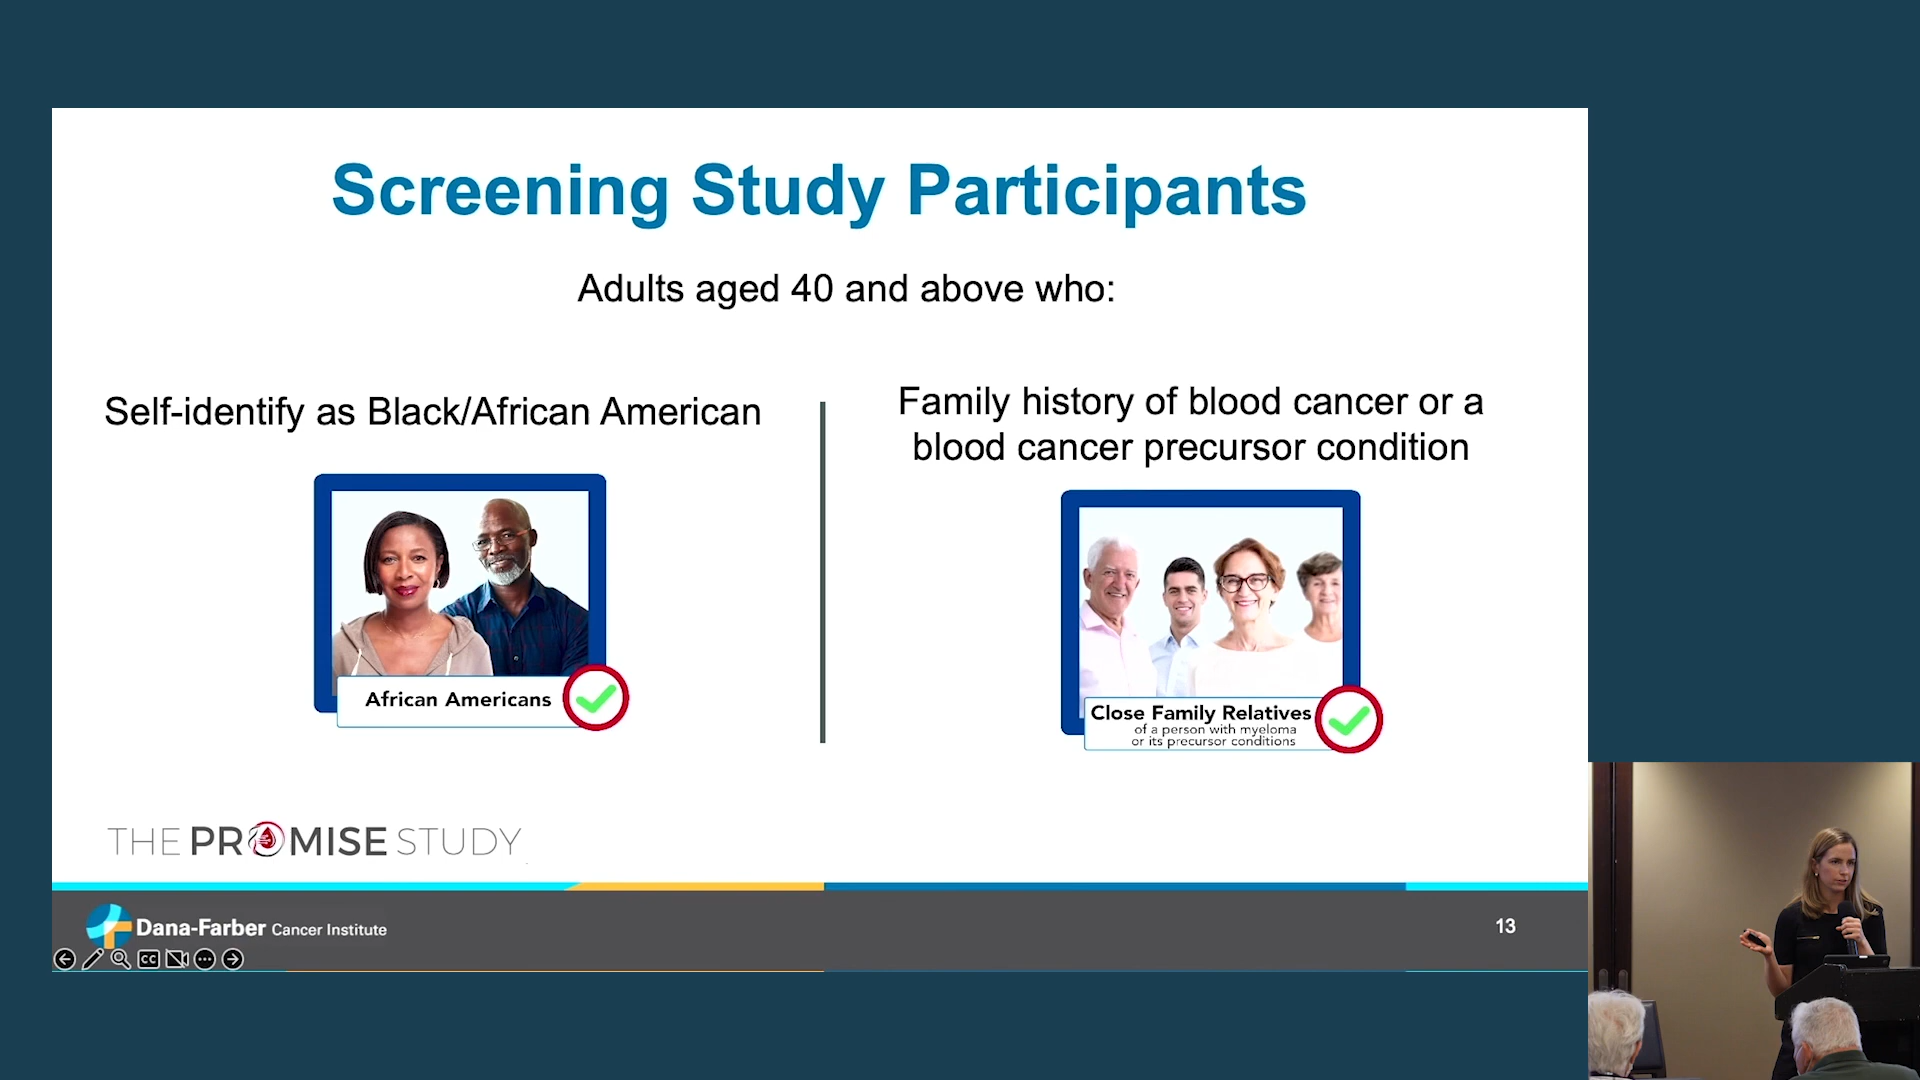 Screening Study Participants
Adults aged 40 and above who:
Self-identify as Black/African American
African Americans
Family history of blood cancer or a
blood cancer precursor condition
Close Family Relatives
of a person with myeloma
or its precursor conditions
THE PROMISE STUDY
Dana-Farber Cancer Institute
13
CC